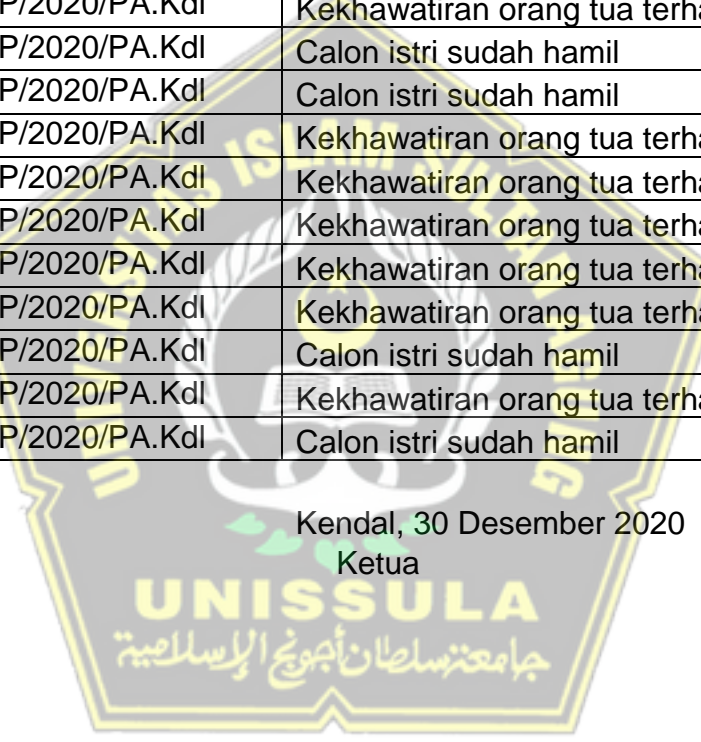 P/2020/PA.Kdl Kekhawatiran orang tua terha
P/2020/PA.Kdl Calon istri sudah hamil
P/2020/PA.Kdl Calon istri sudah hamil
P/2020/PA.Kdl Kekhawatiran orang tua terha
P/2020/PA.Kdl Kekhawatiran orang tua terha
P/2020/PA.Kdl Kekhawatiran orang tua terha
P/2020/PA.Kdl Kekhawatiran orang tua terha
P/2020/PA.Kdl Kekhawatiran orang tua terha
P/2020/PA.Kdl Calon istri sudah hamil
P/2020/PA.Kdl Kekhawatiran orang tua terha
P/2020/PA.Kdl Calon istri sudah hamil
Kendal, 30 Desember 2020
Ketua
UNIVERSITAS ISLAM SULTAN AGUNG
UNISSULA
جامعة سلطان أجونج الإسلامية